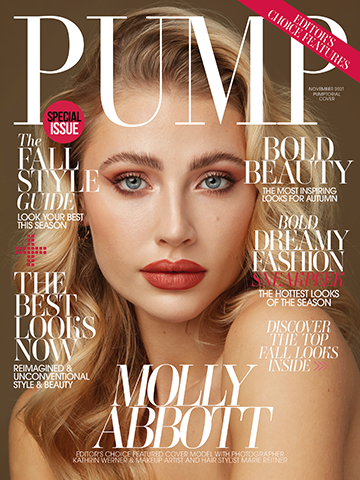 PUMP
EDITOR'S
CHOICE FEATURES
NOVEMBER 2021
PUMPTORIAL
COVER
SPECIAL
ISSUE
The
FALL
STYLE
GUIDE
LOOK YOUR BEST
THIS SEASON
+
THE
BEST
LOOKS
NOW
REIMAGINED &
UNCONVENTIONAL
STYLE & BEAUTY
BOLD
BEAUTY
THE MOST INSPIRING
LOOKS FOR AUTUMN
BOLD
DREAMY
FASHION
SNEAKPEEK
THE HOTTEST LOOKS
OF THE SEASON
DISCOVER
THE TOP
FALL LOOKS
INSIDE >>>
MOLLY
ABBOTT
EDITOR'S CHOICE FEATURED COVER MODEL WITH PHOTOGRAPHER
KATHRIN WERNER & MAKEUP ARTIST AND HAIR STYLIST MARIE REITNER